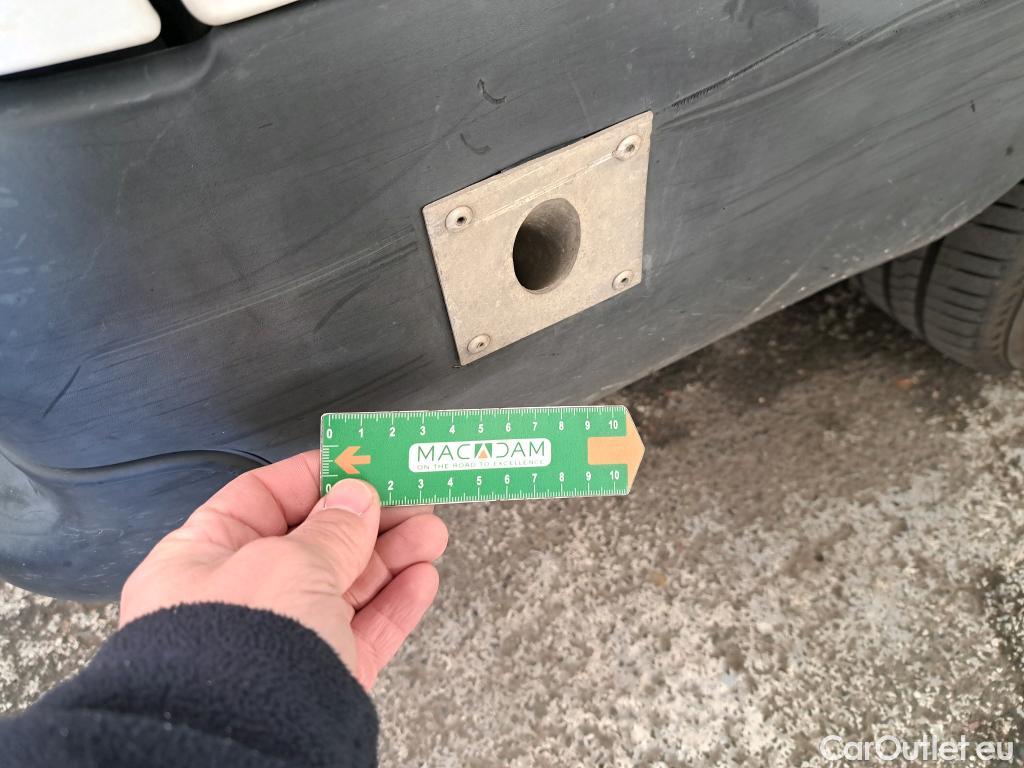 0 1 2 3 4 5 6 7 8 9 10
MACADAM
ON THE ROAD TO EXCELLENCE
0 2 3 4 5 6 7 8 9 10
CarOutlet.eu